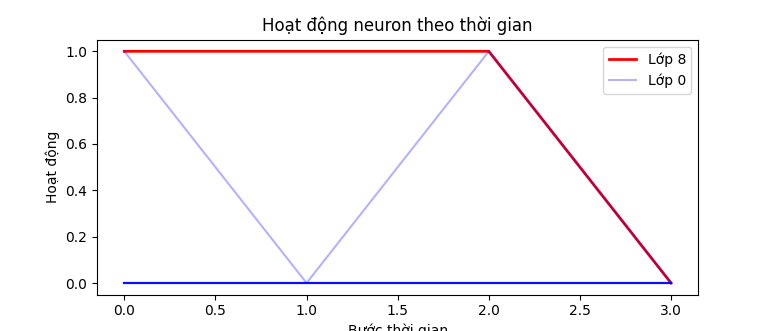 Hoạt động neuron theo thời gian
Hoạt động
1.0
0.8
0.6
0.4
0.2
0.0
Lớp 8
Lớp 0
0.0 0.5 1.0 1.5 2.0 2.5 3.0
Bước thời gian